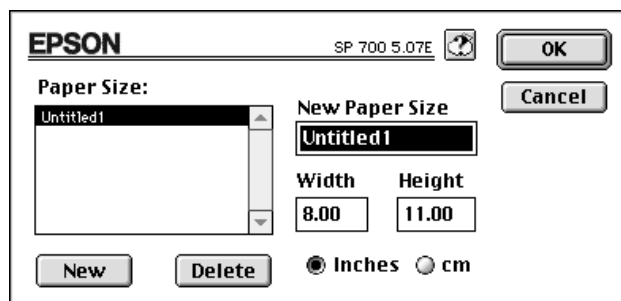 EPSON SP 700 5.07E
OK
Cancel
Paper Size:
Untitled1
New Paper Size
Untitled1
Width Height
8.00 11.00
New Delete Inches cm